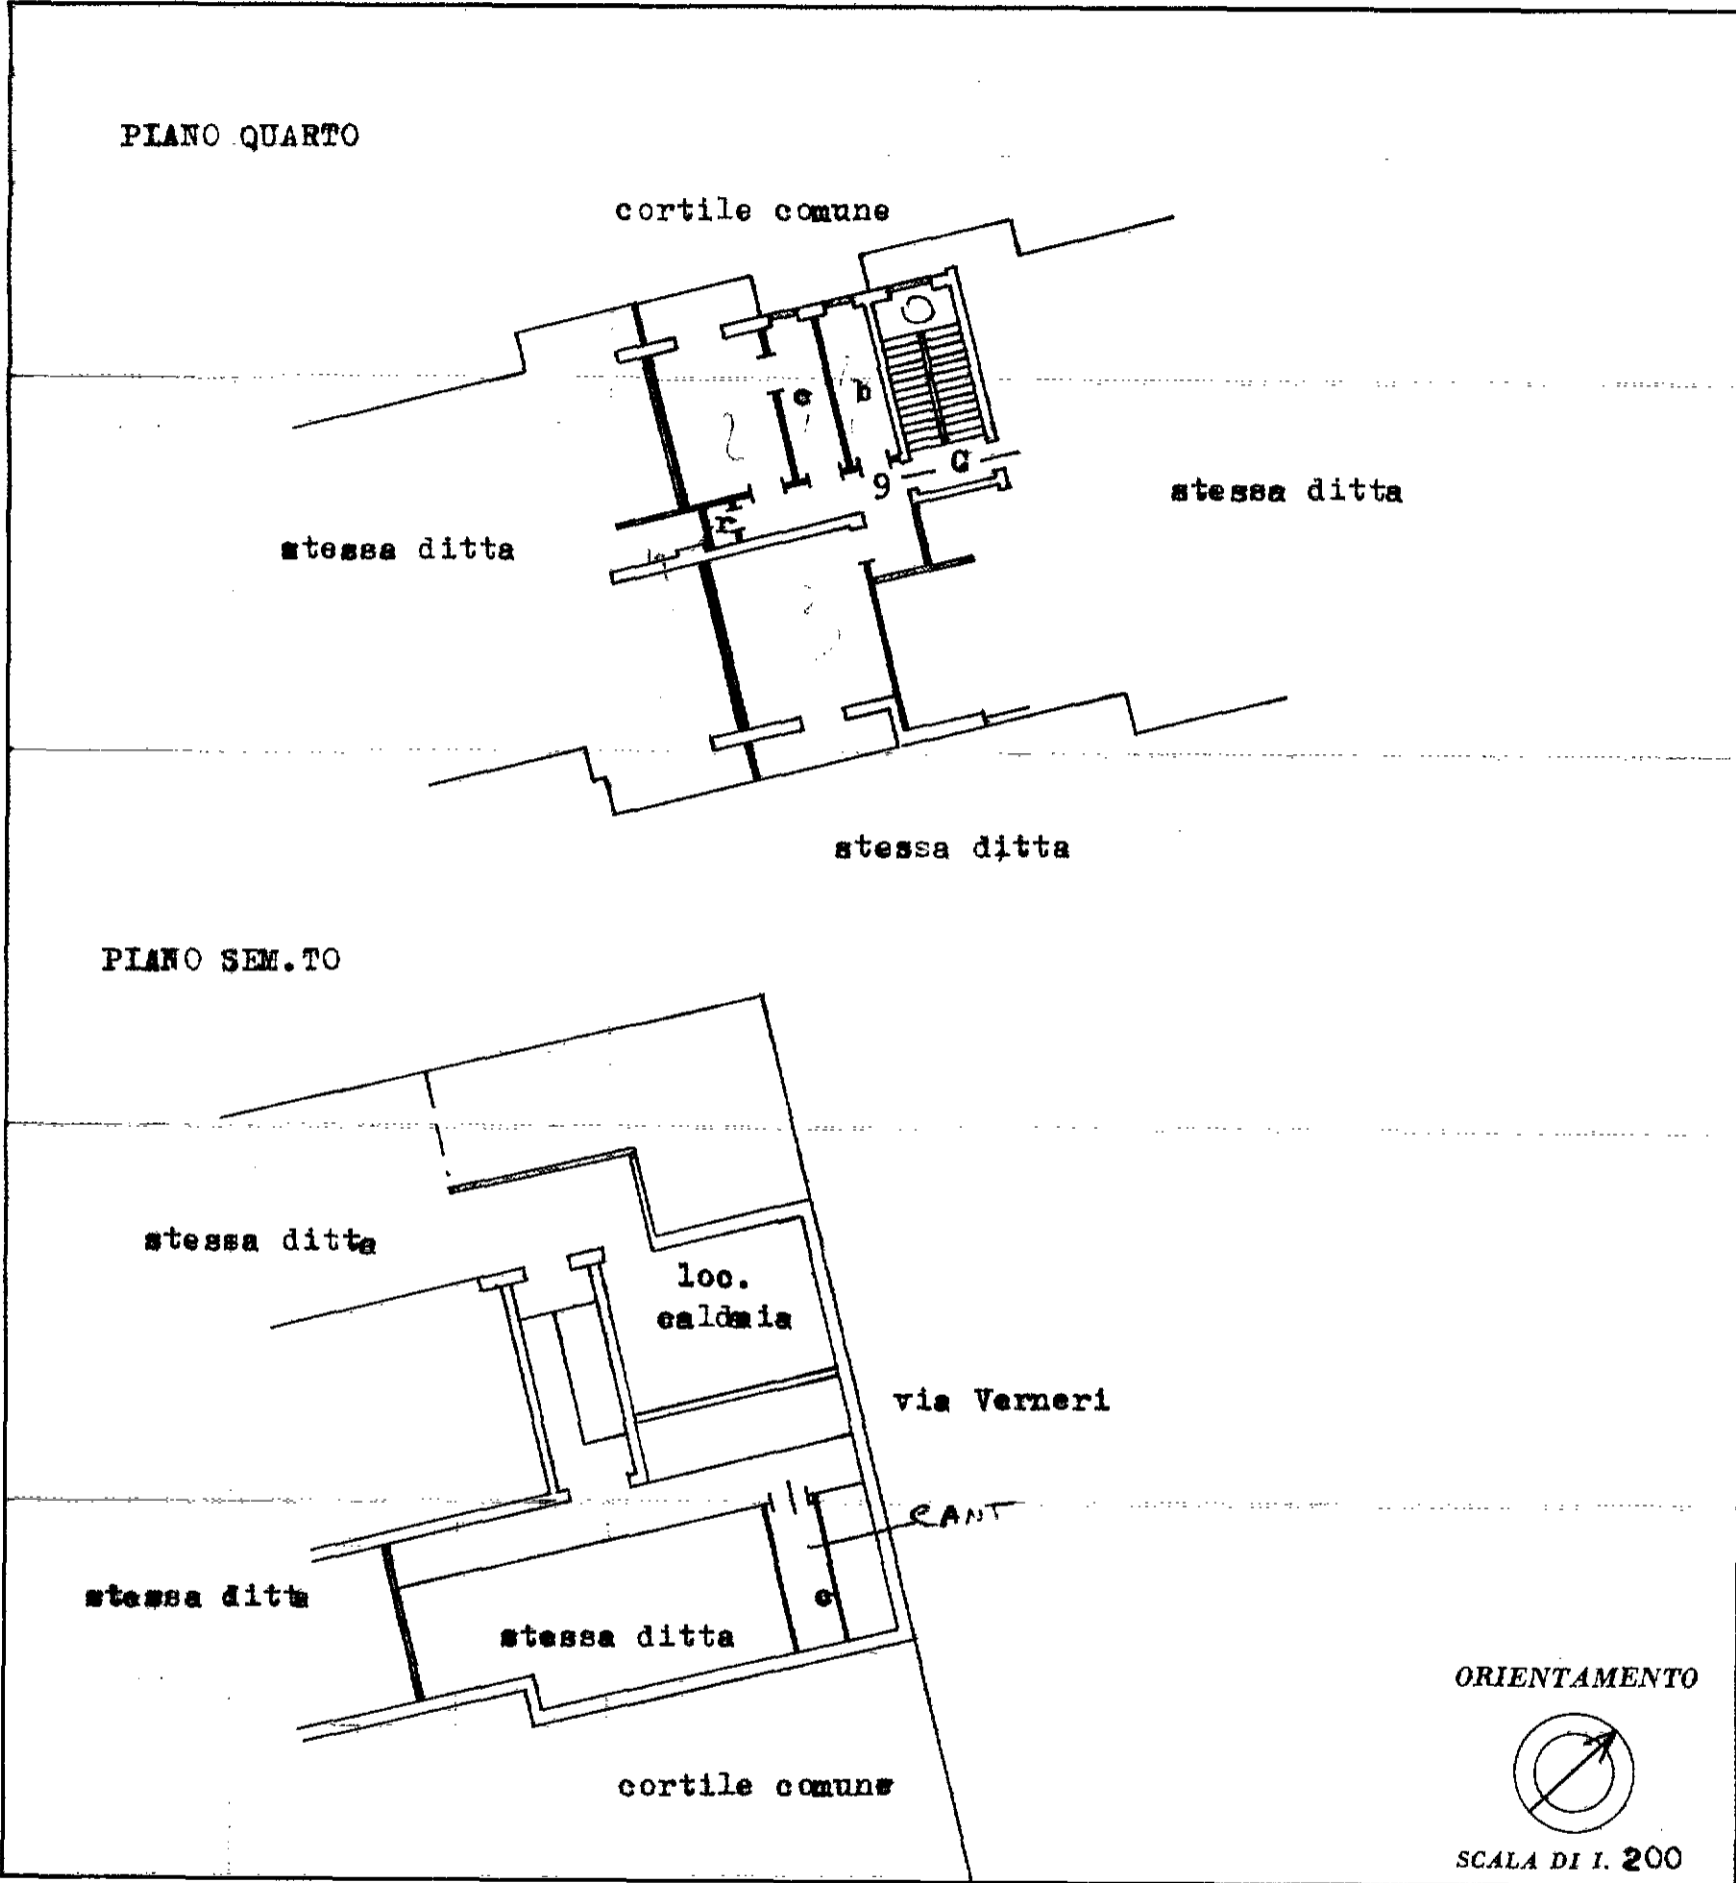 PIANO QUARTO
cortile comune
c
b
9
C
r
r
stessa ditta
stessa ditta
stessa ditta
PIANO SEM.TO
stessa ditta
loc.
caldaia
via Verneri
CANT
c
stessa ditta
stessa ditta
cortile comune
ORIENTAMENTO
SCALA DI I. 200